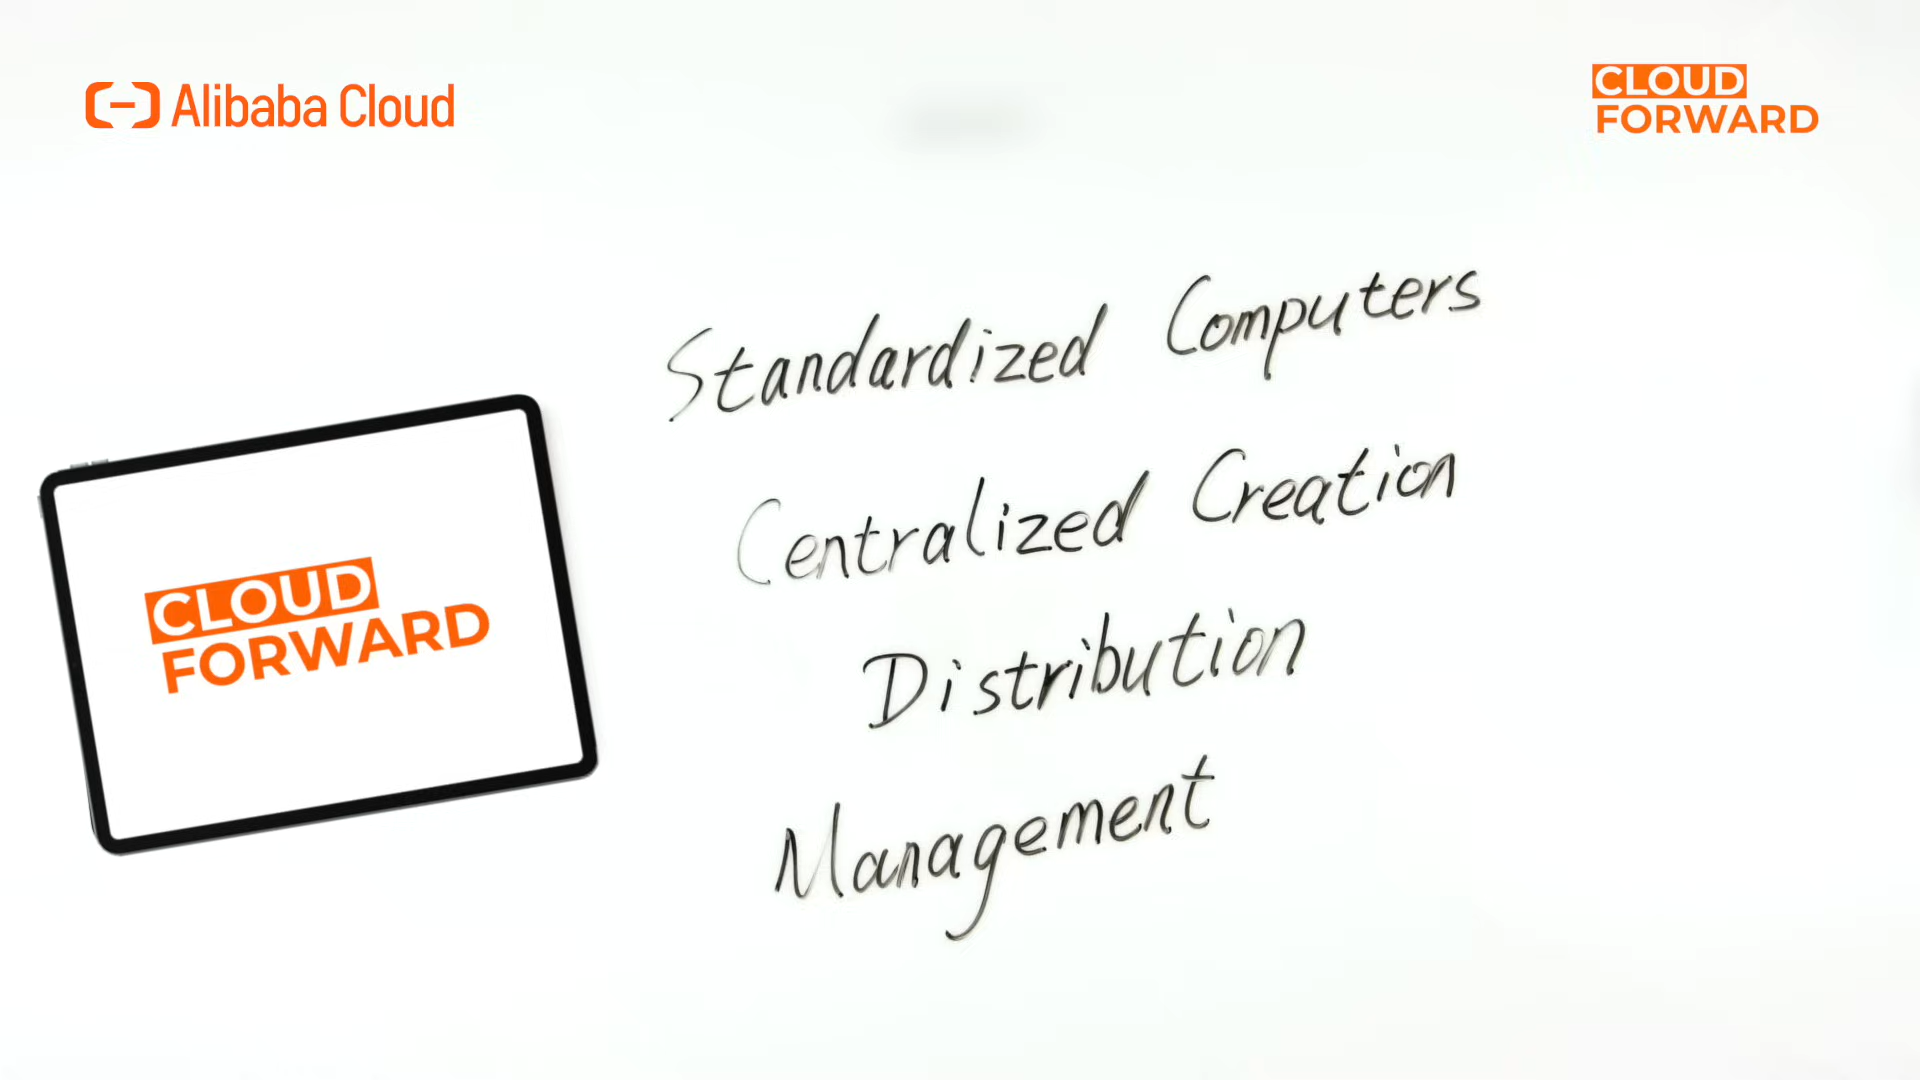 Alibaba Cloud
CLOUD
FORWARD
Standardized Computers
Centralized Creation
Distribution
Management
CLOUD
FORWARD